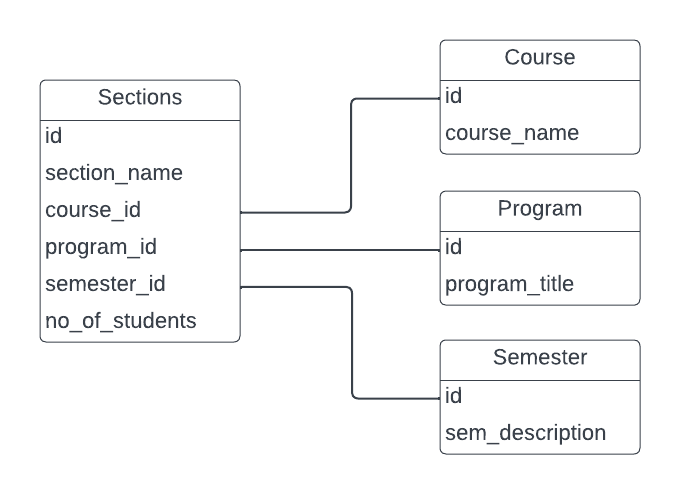 Sections
id
section_name
course_id
program_id
semester_id
no_of_students
Course
id
course_name
Program
id
program_title
Semester
id
sem_description